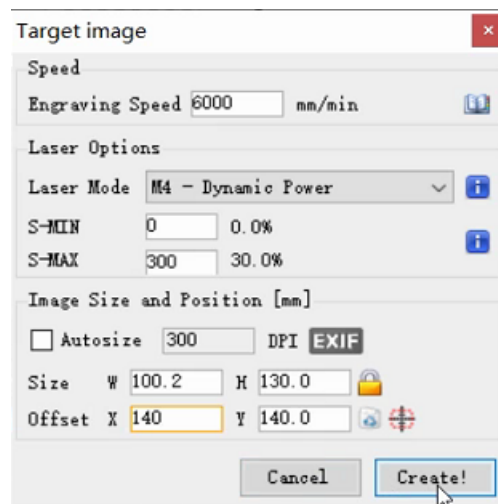 Target image
Speed
Engraving Speed 6000 mm/min
Laser Options
Laser Mode M4 - Dynamic Power
S-MIN 0 0.0%
S-MAX 300 30.0%
Image Size and Position [mm]
Autosize 300 DPI EXIF
Size W 100.2 H 130.0
Offset X 140 Y 140.0
Cancel Create!